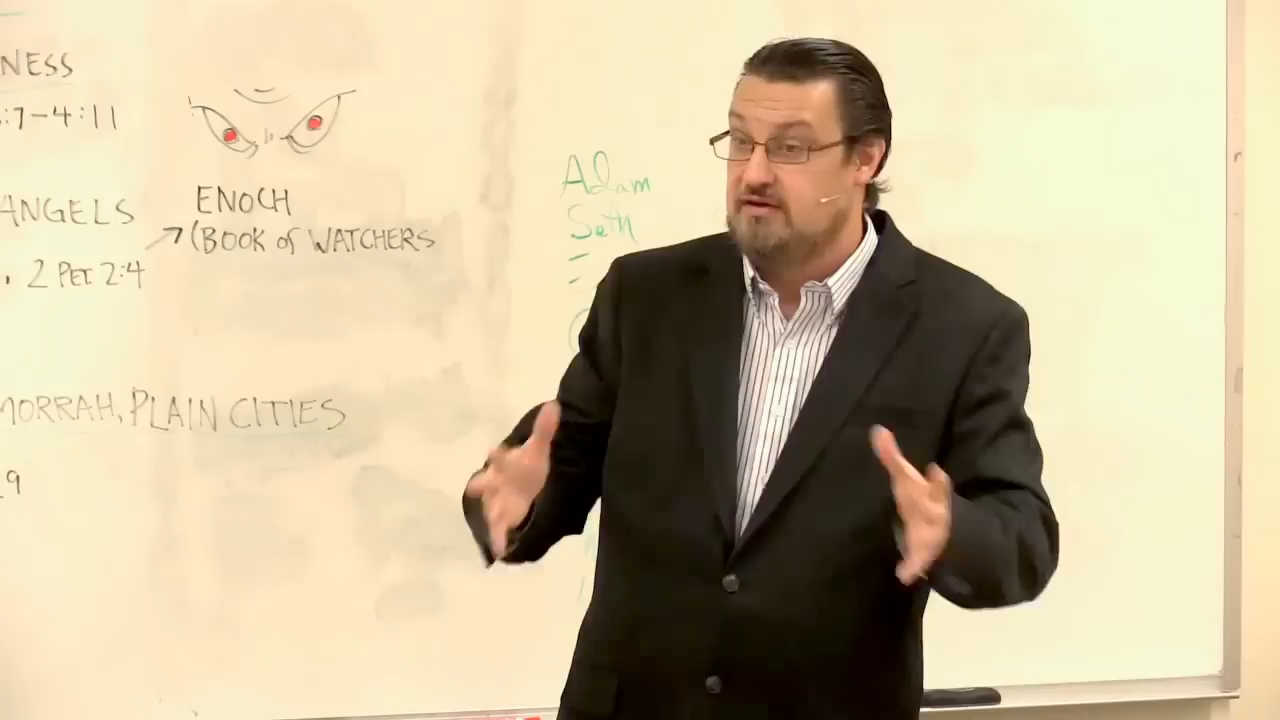 NESS
:7-4:11
ANGELS
. 2 PET. 2:4
MORRAH, PLAIN CITIES
9
ENOCH
(BOOK of WATCHERS
Adam
Seth